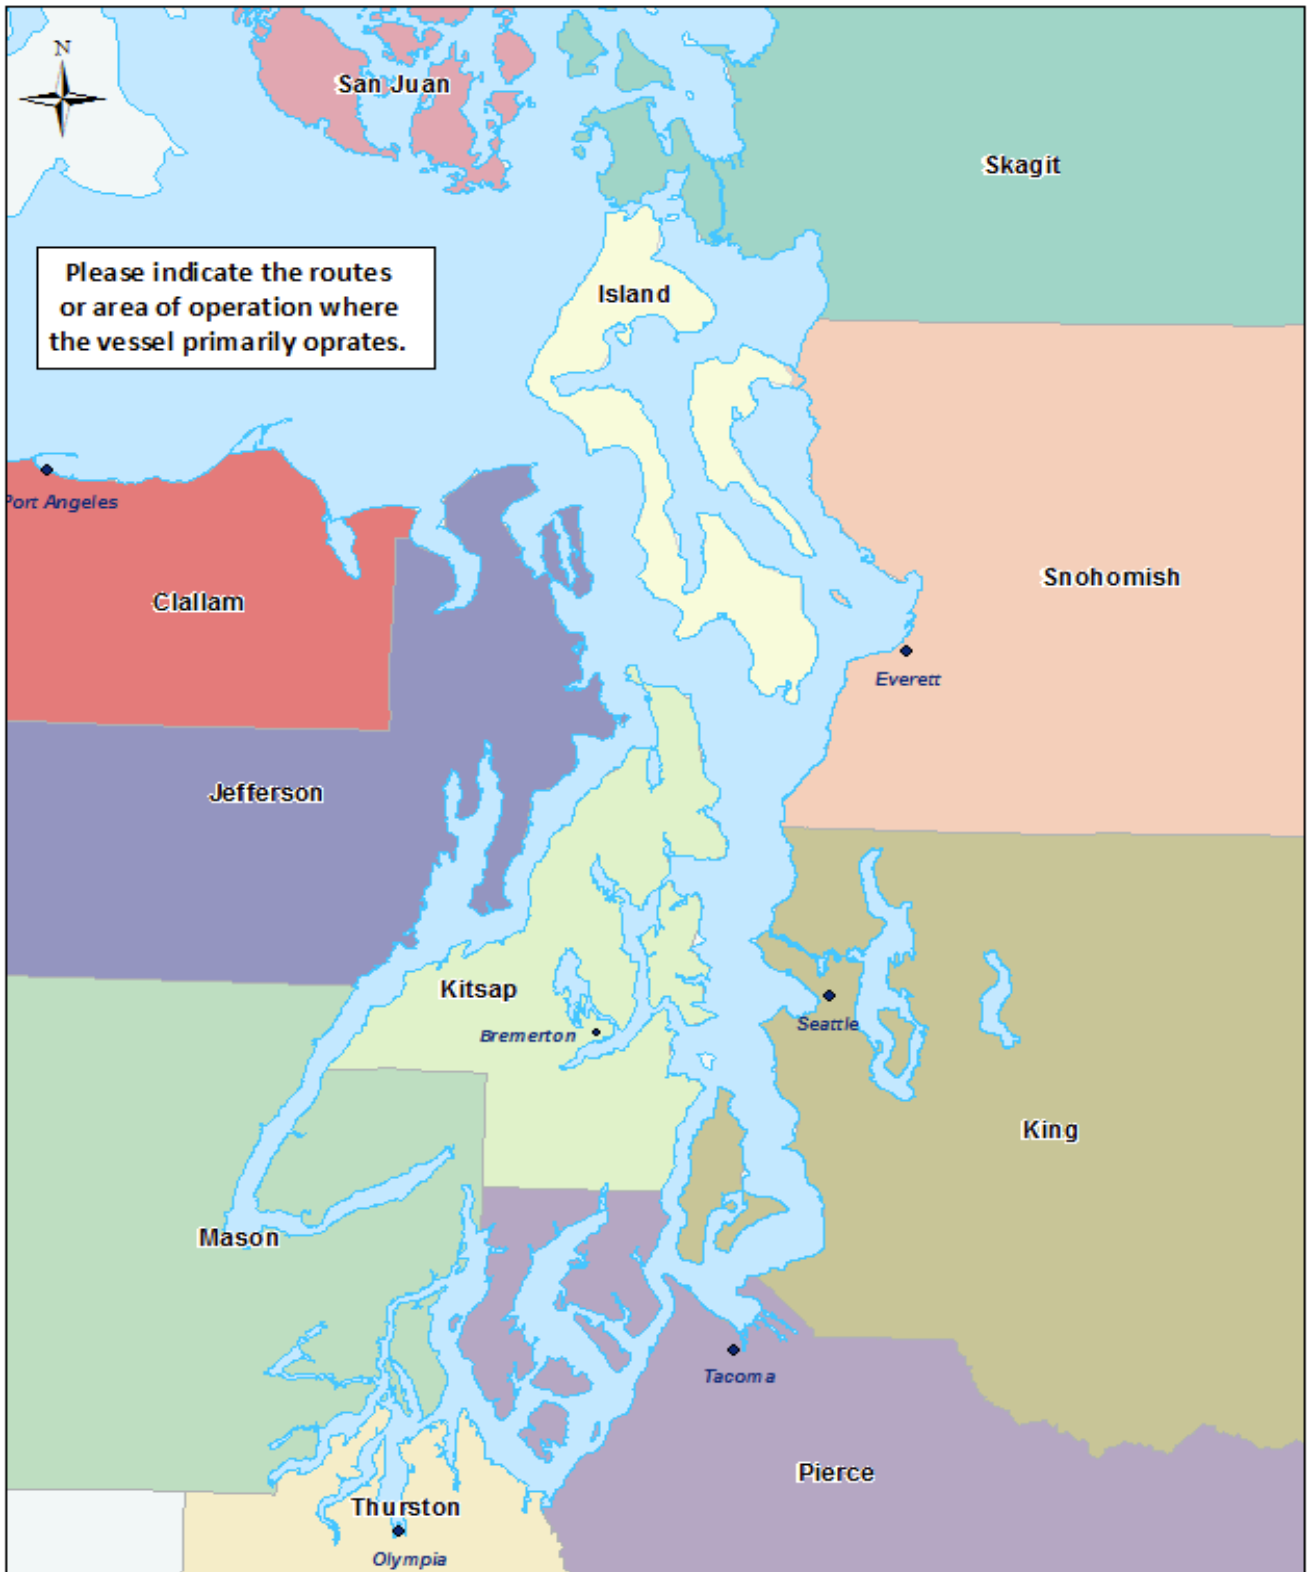 N
San Juan
Skagit
Please indicate the routes
or area of operation where
the vessel primarily oprates.
Island
Port Angeles
Clallam
Snohomish
Everett
Jefferson
Kitsap
Bremerton
Seattle
King
Mason
Tacoma
Pierce
Thurston
Olympia